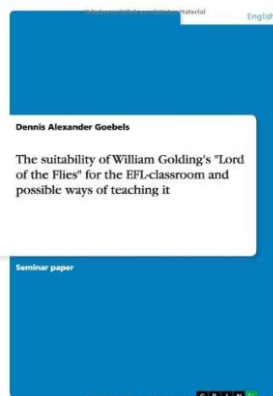 English
Dennis Alexander Goebels
The suitability of William Golding's "Lord
of the Flies" for the EFL-classroom and
possible ways of teaching it
Seminar paper
GRIN